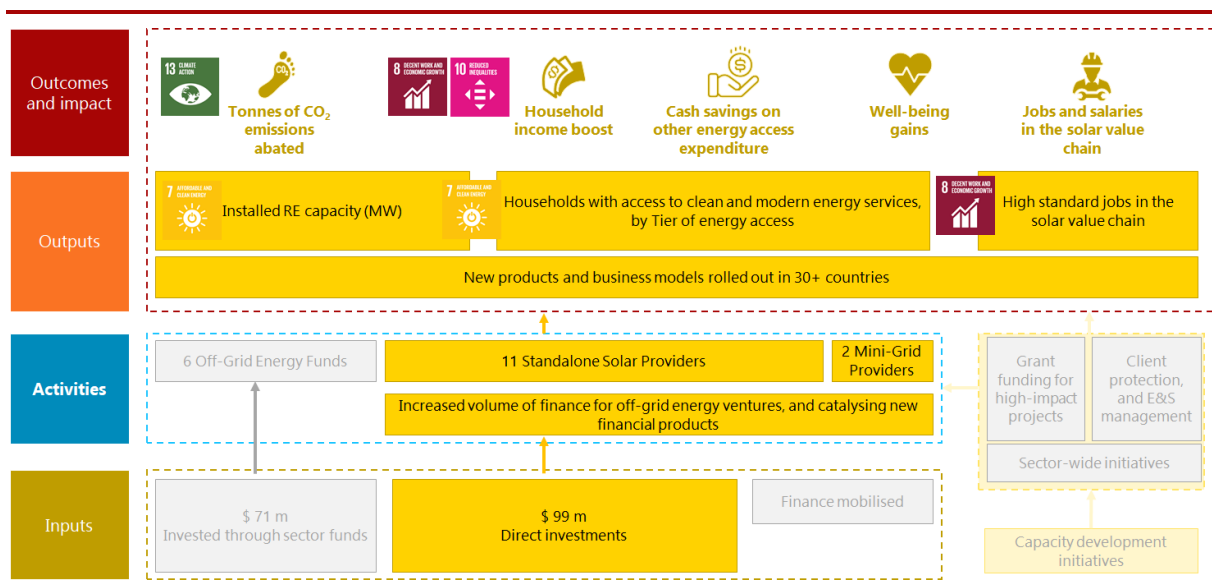 Outcomes
and impact
13 CLIMATE
ACTION
CO₂
Tonnes of CO₂
emissions
abated
8 DECENT WORK AND
ECONOMIC GROWTH
10 REDUCED
INEQUALITIES
$
Household
income boost
$
Cash savings on
other energy access
expenditure
Well-being
gains
Jobs and salaries
in the solar value
chain
Outputs
7 AFFORDABLE AND
CLEAN ENERGY
Installed RE capacity (MW)
7 AFFORDABLE AND
CLEAN ENERGY
Households with access to clean and modern energy services,
by Tier of energy access
8 DECENT WORK AND
ECONOMIC GROWTH
High standard jobs in the
solar value chain
New products and business models rolled out in 30+ countries
Activities
6 Off-Grid Energy Funds
11 Standalone Solar Providers
2 Mini-Grid
Providers
Increased volume of finance for off-grid energy ventures, and catalysing new
financial products
Grant
funding for
high-impact
projects
Client
protection,
and E&S
management
Sector-wide initiatives
Inputs
$ 71 m
Invested through sector funds
$ 99 m
Direct investments
Finance mobilised
Capacity development
initiatives